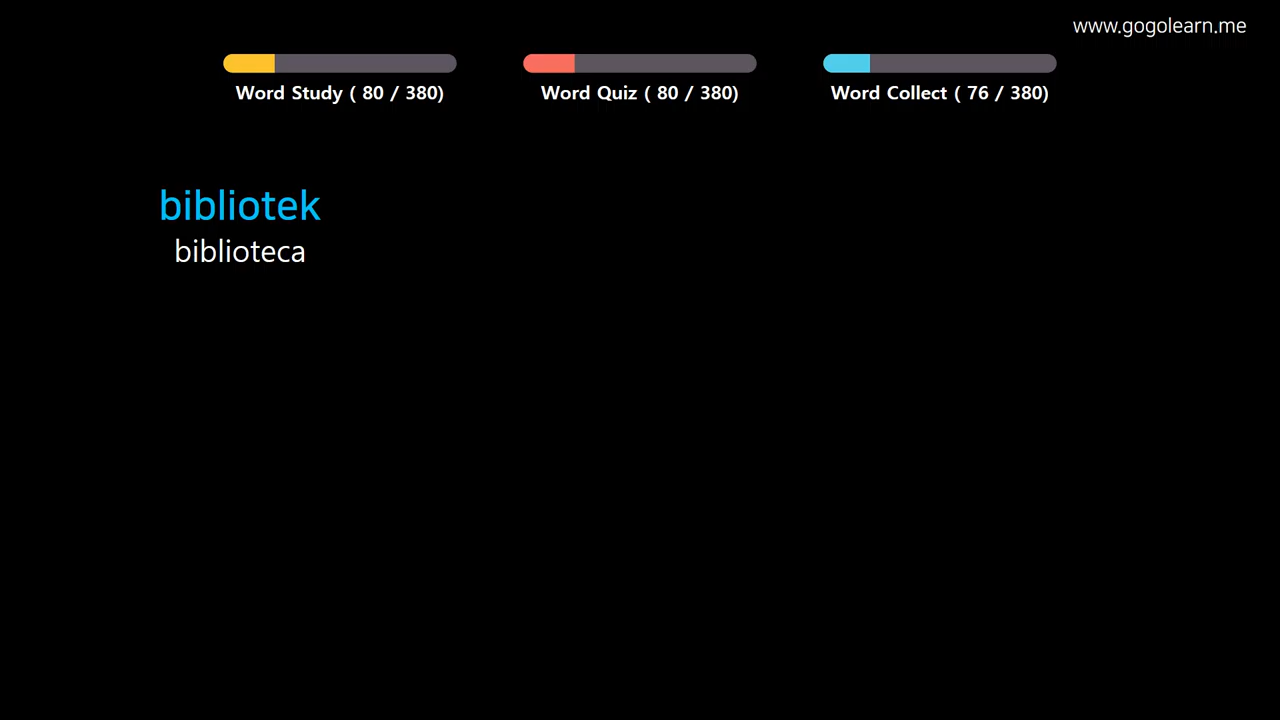 www.gogolearn.me
Word Study ( 80 / 380)
Word Quiz ( 80 / 380)
Word Collect ( 76 / 380)
bibliotek
biblioteca